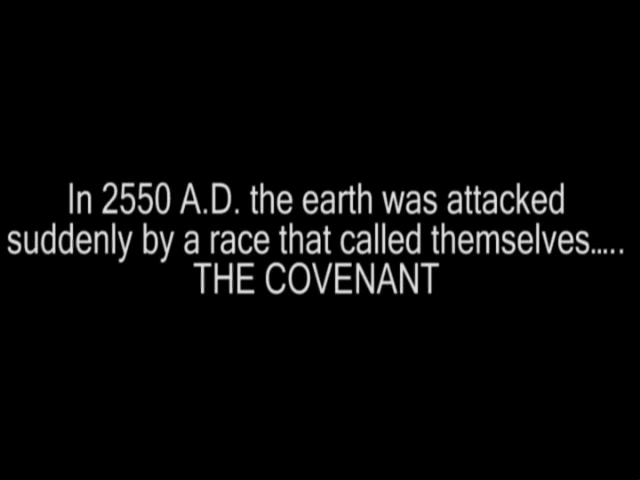 In 2550 A.D. the earth was attacked
suddenly by a race that called themselves.....
THE COVENANT